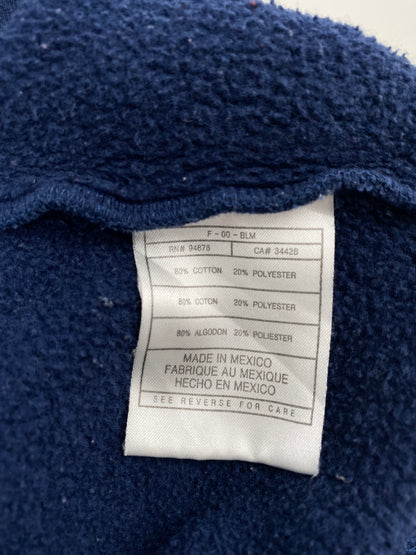 F - 00 - BLM
RN# 94878 CA# 34428
80% COTTON 20% POLYESTER
80% COTON 20% POLYESTER
80% ALGODON 20% POLIESTER
MADE IN MEXICO
FABRIQUE AU MEXIQUE
HECHO EN MEXICO
SEE REVERSE FOR CARE